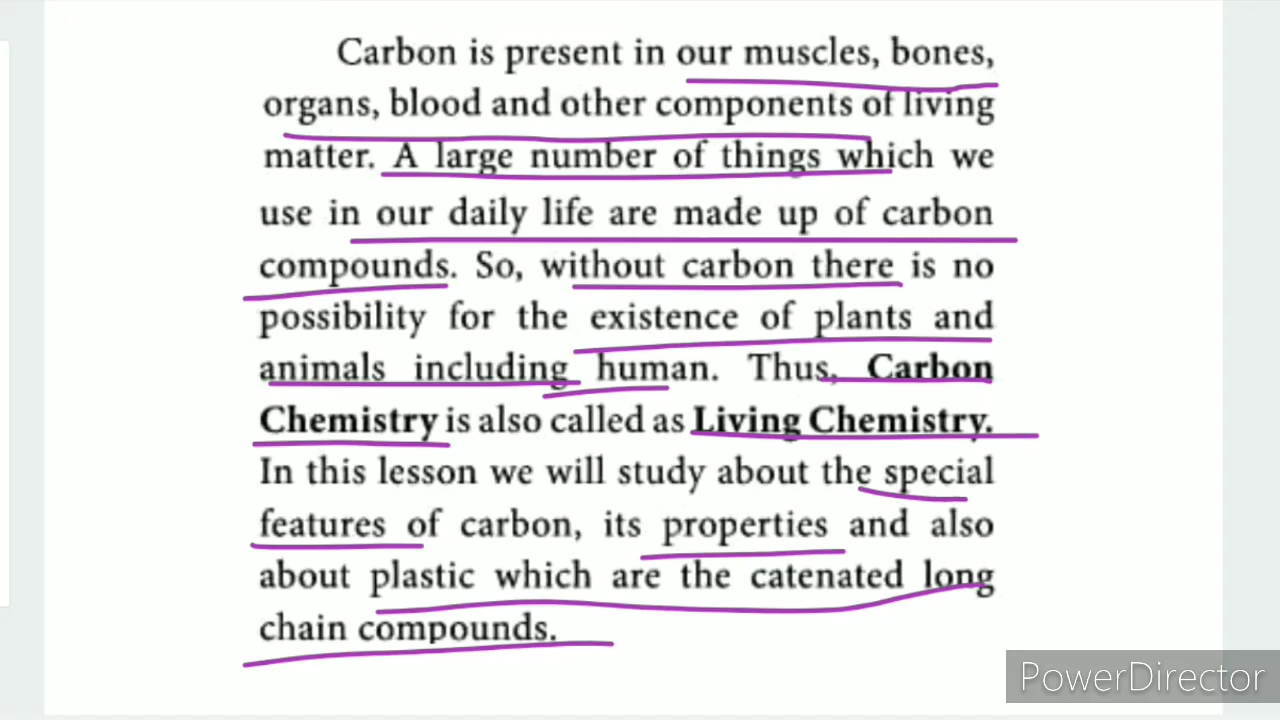 Carbon is present in our muscles, bones,
organs, blood and other components of living
matter. A large number of things which we
use in our daily life are made up of carbon
compounds. So, without carbon there is no
possibility for the existence of plants and
animals including human. Thus, Carbon
Chemistry is also called as Living Chemistry.
In this lesson we will study about the special
features of carbon, its properties and also
about plastic which are the catenated long
chain compounds.
PowerDirector